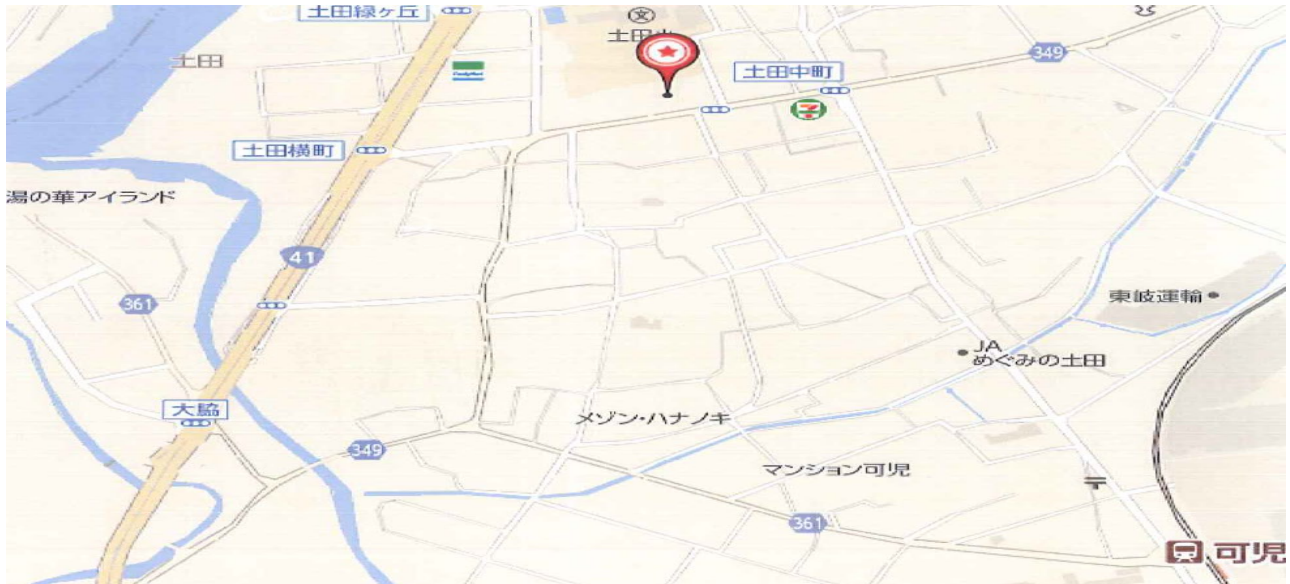 土田緑ヶ丘
文
土田
349
土田中町
7
土田横町
湯の華アイランド
41
361
東岐運輸
JA
めぐみの土田
大脇
メゾン・ハナノキ
349
マンション可児
〒
361
可児